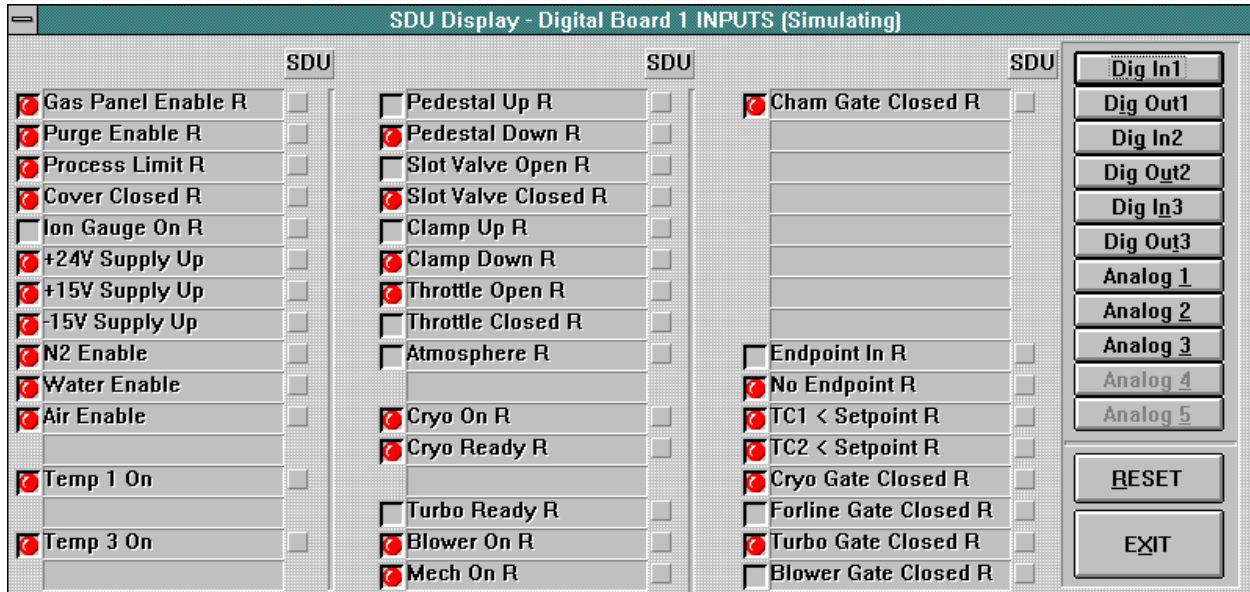 SDU Display - Digital Board 1 INPUTS (Simulating)
SDU
Gas Panel Enable R
Purge Enable R
Process Limit R
Cover Closed R
Ion Gauge On R
+24V Supply Up
+15V Supply Up
-15V Supply Up
N2 Enable
Water Enable
Air Enable
Temp 1 On
Temp 3 On
SDU
Pedestal Up R
Pedestal Down R
Slot Valve Open R
Slot Valve Closed R
Clamp Up R
Clamp Down R
Throttle Open R
Throttle Closed R
Atmosphere R
Cryo On R
Cryo Ready R
Turbo Ready R
Blower On R
Mech On R
SDU
Cham Gate Closed R
Endpoint In R
No Endpoint R
TC1 < Setpoint R
TC2 < Setpoint R
Cryo Gate Closed R
Forline Gate Closed R
Turbo Gate Closed R
Blower Gate Closed R
Dig In1
Dig Out1
Dig In2
Dig Out2
Dig In3
Dig Out3
Analog 1
Analog 2
Analog 3
Analog 4
Analog 5
RESET
EXIT